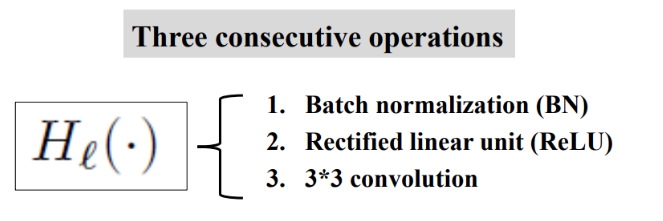 Three consecutive operations
Hℓ(·)
1. Batch normalization (BN)
2. Rectified linear unit (ReLU)
3. 3*3 convolution